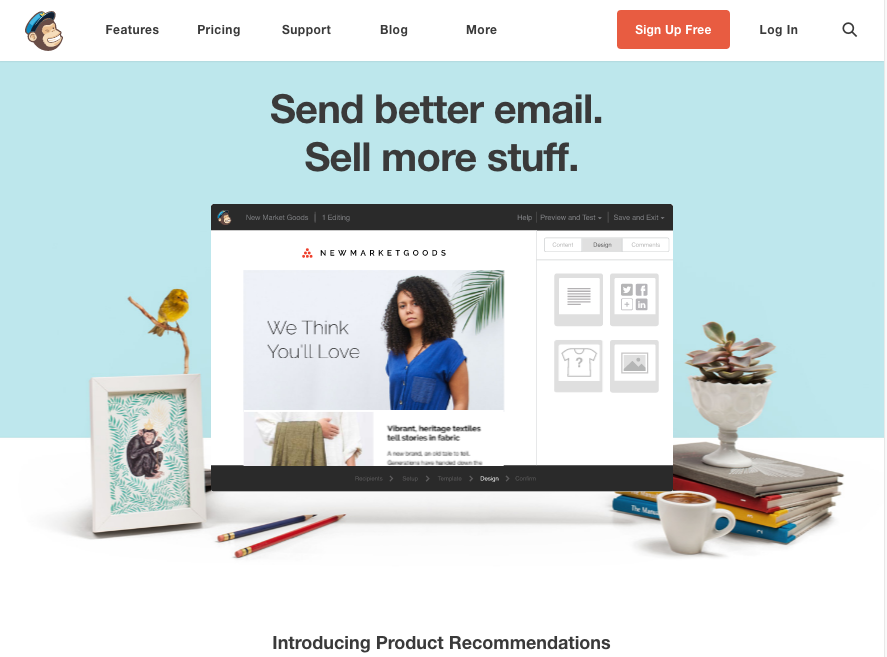 Features Pricing Support Blog More Sign Up Free Log In
Send better email.
Sell more stuff.
New Market Goods | 1 Editing Help | Preview and Test | Save and Exit
Content Design Comments
NEWMARKETGOODS
We Think
You'll Love
?
Vibrant, heritage textiles
tell stories in fabric
A new brand, an old tale to tell.
Generations have handed down the
Recipients > Setup > Template > Design > Confirm
The Manual
Introducing Product Recommendations